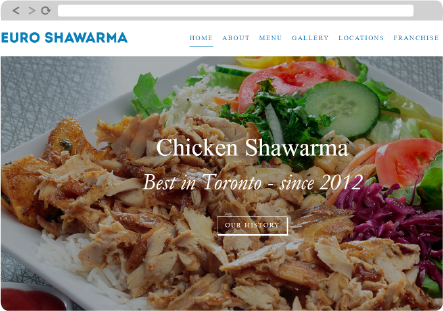 EURO SHAWARMA
HOME ABOUT MENU GALLERY LOCATIONS FRANCHISE
Chicken Shawarma
Best in Toronto - since 2012
OUR HISTORY